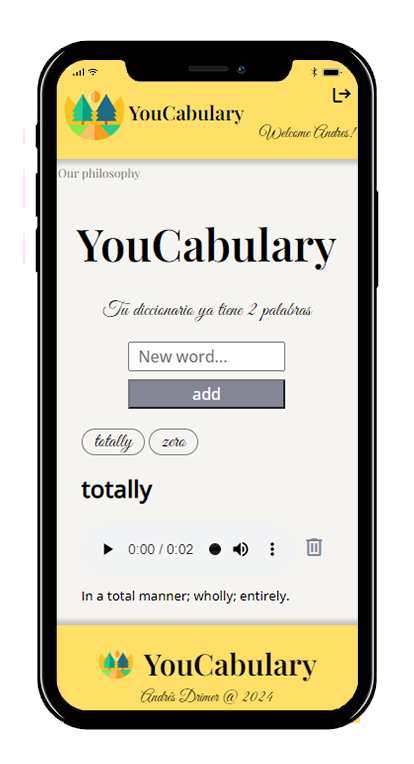 YouCabulary
Welcome Andres!
Our philosophy
YouCabulary
Tu diccionario ya tiene 2 palabras
New word...
add
totally zero
totally
0:00 / 0:02
In a total manner; wholly; entirely.
YouCabulary
Andrés Drimer @ 2024